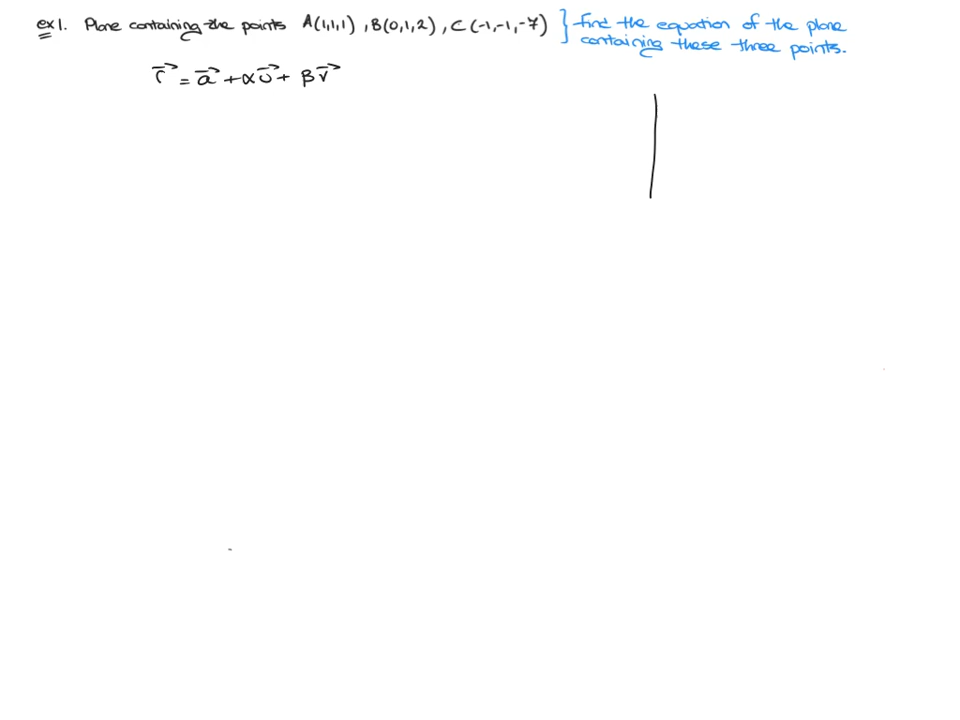 ex1. Plane containing the points A(1,1,1) , B(0,1,2) , C(-1,-1,-7) } find the equation of the plane
containing these three points.
r⃗ = a⃗ + αu⃗ + βv⃗